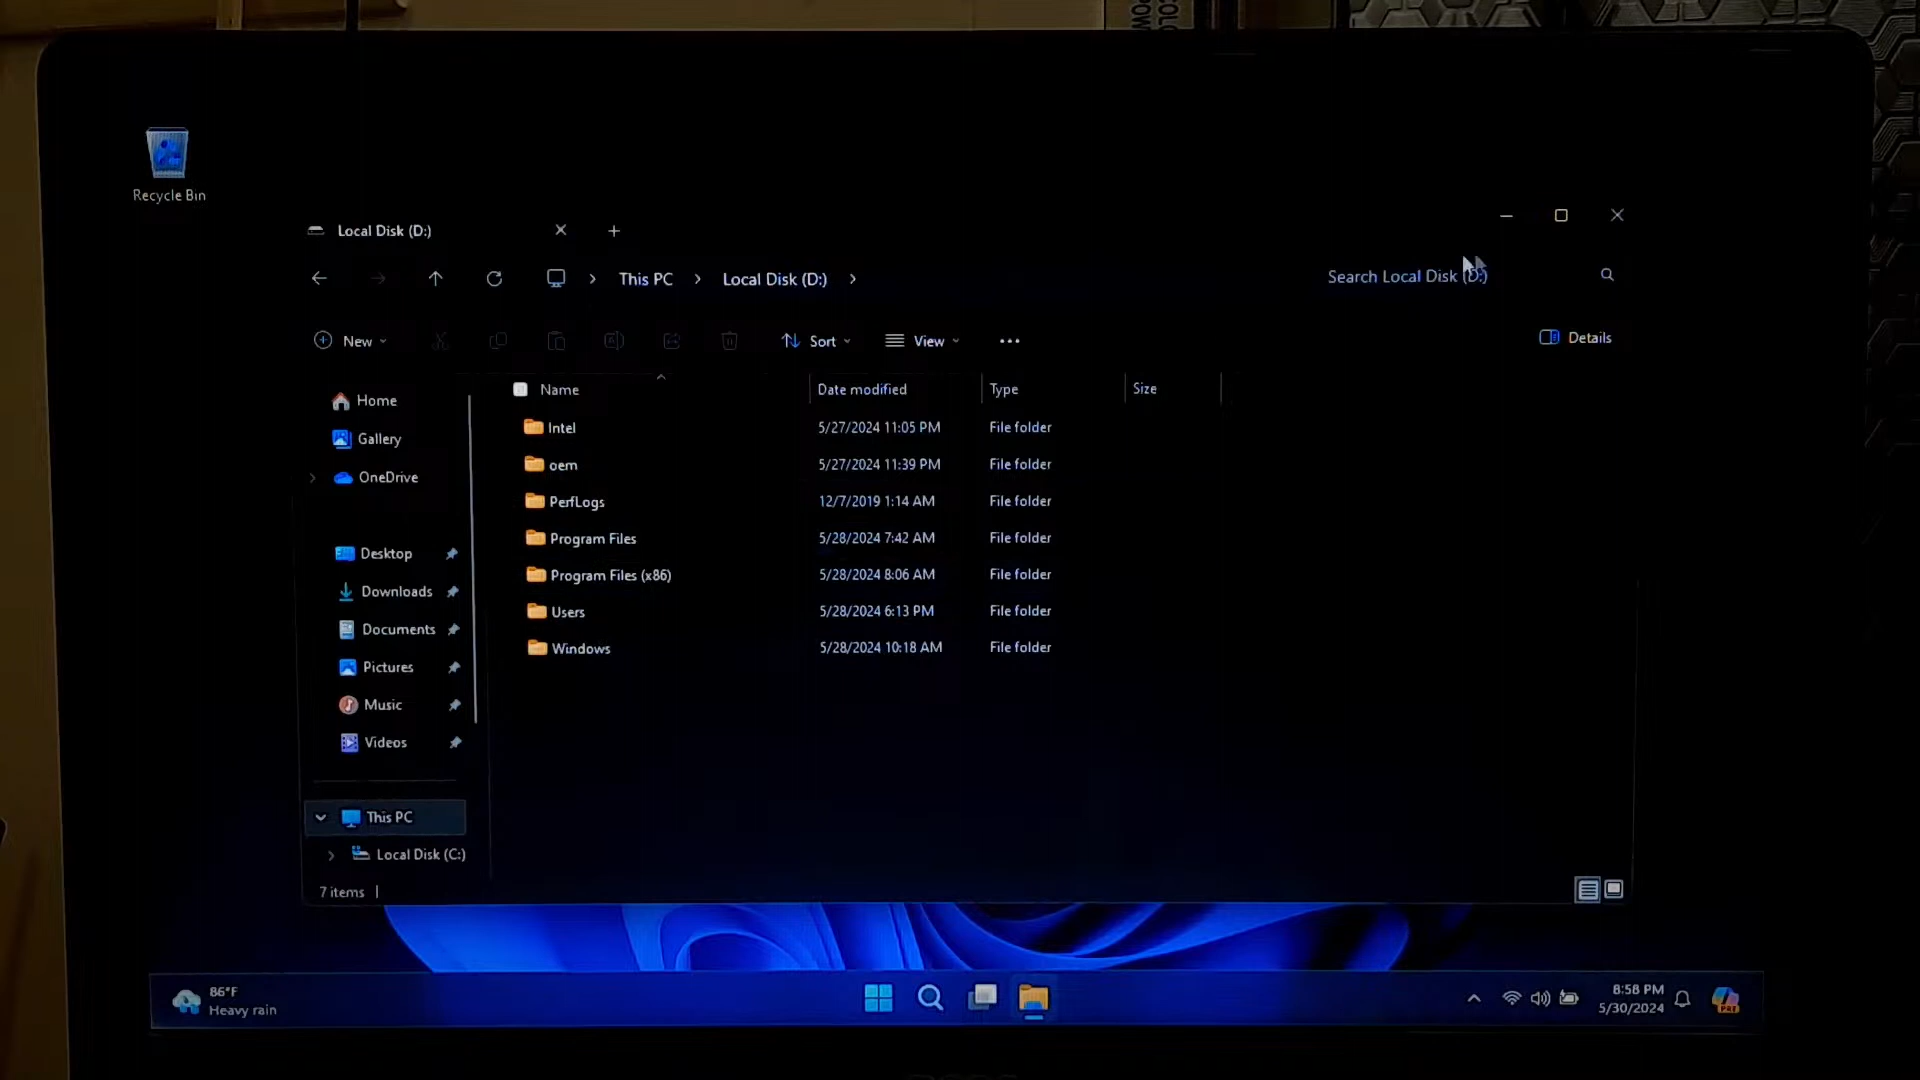 Recycle Bin
Local Disk (D:)
This PC
Local Disk (D:)
Search Local Disk (D:)
New
Sort
View
Details
Name
Date modified
Type
Size
Home
Gallery
OneDrive
Desktop
Downloads
Documents
Pictures
Music
Videos
This PC
Local Disk (C:)
Intel 5/27/2024 11:05 PM File folder
oem 5/27/2024 11:39 PM File folder
PerfLogs 12/7/2019 1:14 AM File folder
Program Files 5/28/2024 7:42 AM File folder
Program Files (x86) 5/28/2024 8:06 AM File folder
Users 5/28/2024 6:13 PM File folder
Windows 5/28/2024 10:18 AM File folder
7 items
86°F
Heavy rain
8:58 PM
5/30/2024
PRE